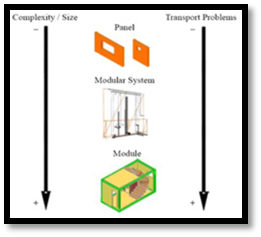 Complexity / Size
Transport Problems
Panel
–
–
Modular System
Module
+
+